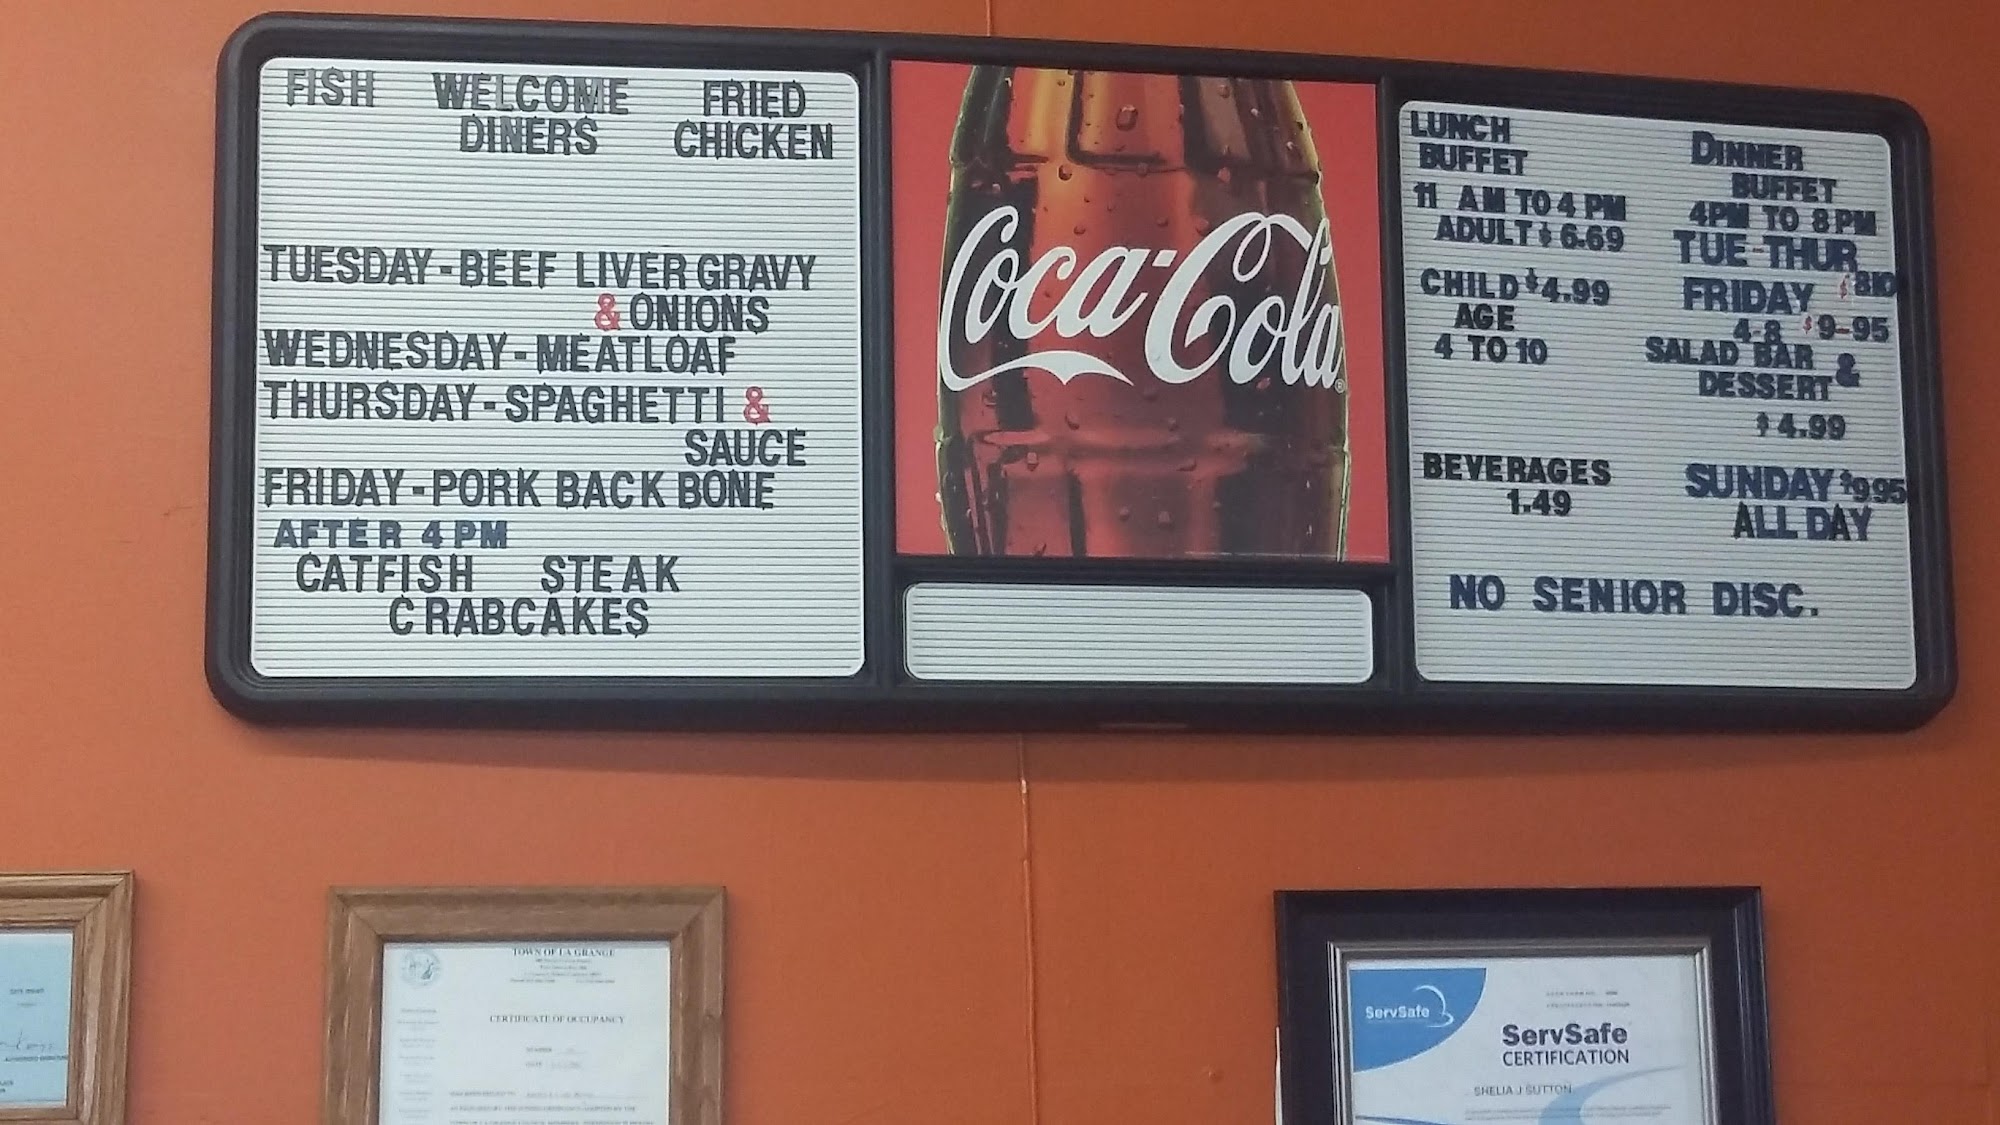 FISH WELCOME FRIED
DINERS CHICKEN
TUESDAY-BEEF LIVER GRAVY
& ONIONS
WEDNESDAY-MEATLOAF
THURSDAY-SPAGHETTI &
SAUCE
FRIDAY-PORK BACK BONE
AFTER 4 PM
CATFISH STEAK
CRABCAKES
Coca-Cola
LUNCH
BUFFET
11 AM TO 4 PM
ADULT $6.69
CHILD $4.99
AGE
4 TO 10
BEVERAGES
1.49
DINNER
BUFFET
4PM TO 8PM
TUE-THUR
$810
FRIDAY
4-8 $9-95
SALAD BAR &
DESSERT
$4.99
SUNDAY $9.95
ALL DAY
NO SENIOR DISC.
TOWN OF LA GRANGE
CERTIFICATE OF OCCUPANCY
NUMBER
DATE
ServSafe
ServSafe
CERTIFICATION
SHELIA J SUTTON